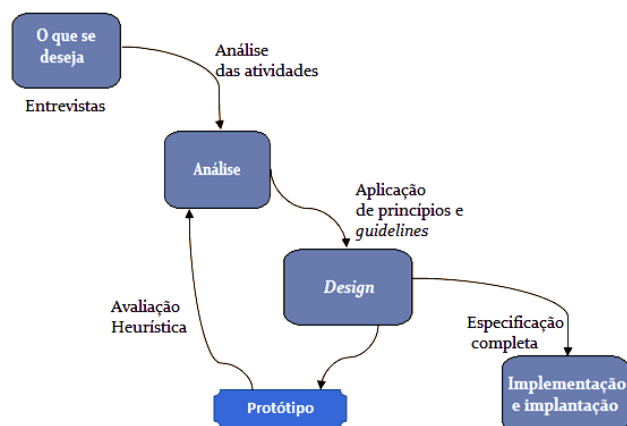 O que se
deseja
Entrevistas
Análise
das atividades
Análise
Aplicação
de princípios e
guidelines
Design
Avaliação
Heurística
Protótipo
Especificação
completa
Implementação
e implantação